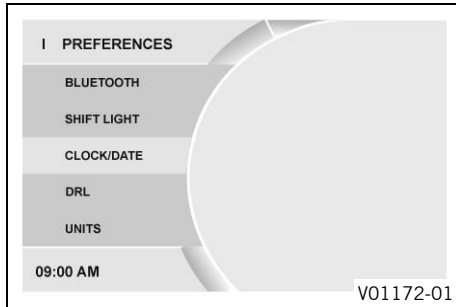 I PREFERENCES
BLUETOOTH
SHIFT LIGHT
CLOCK/DATE
DRL
UNITS
09:00 AM
V01172-01